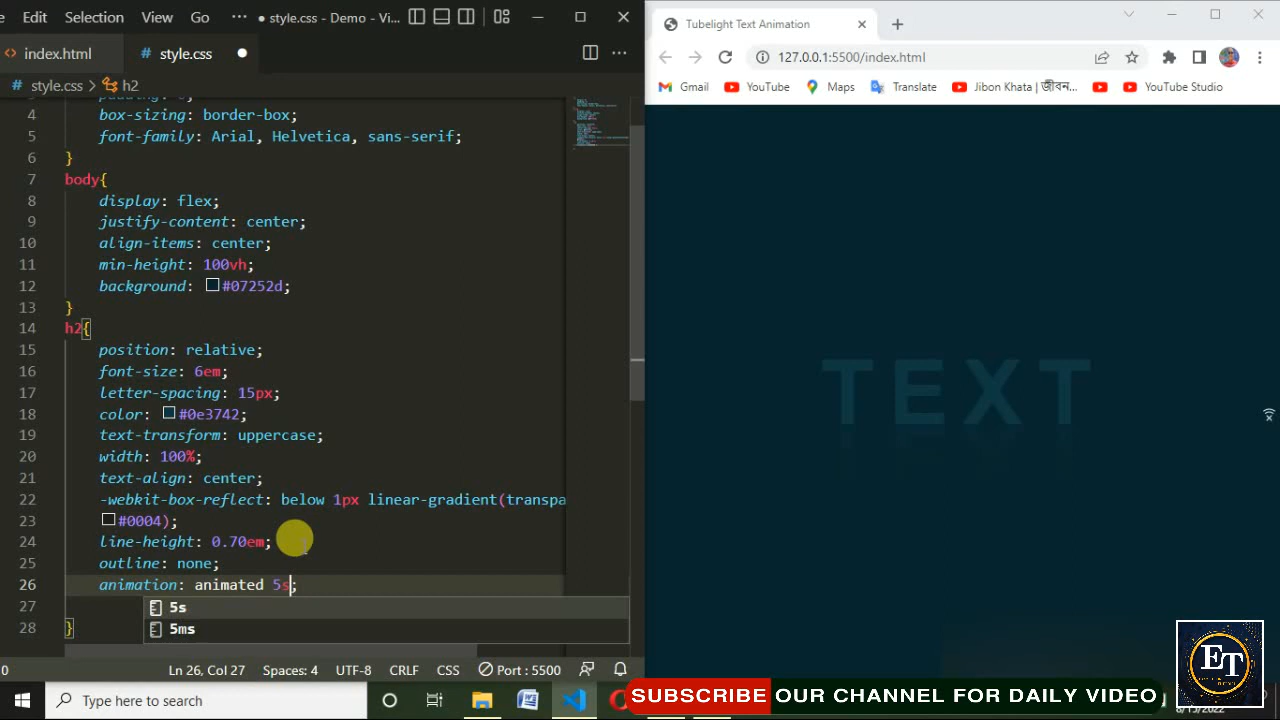 Edit Selection View Go ··· ● style.css - Demo - Vi...
index.html style.css ●
style.css > h2
4 box-sizing: border-box;
5 font-family: Arial, Helvetica, sans-serif;
6 }
7 body{
8 display: flex;
9 justify-content: center;
10 align-items: center;
11 min-height: 100vh;
12 background: #07252d;
13 }
14 h2{
15 position: relative;
16 font-size: 6em;
17 letter-spacing: 15px;
18 color: #0e3742;
19 text-transform: uppercase;
20 width: 100%;
21 text-align: center;
22 -webkit-box-reflect: below 1px linear-gradient(transpa
23 #0004);
24 line-height: 0.70em;
25 outline: none;
26 animation: animated 5s;
27 5s
5ms
28 }
0 Ln 26, Col 27 Spaces: 4 UTF-8 CRLF CSS Port : 5500
Type here to search
Tubelight Text Animation
127.0.0.1:5500/index.html
Gmail YouTube Maps Translate Jibon Khata | জীবন... YouTube Studio
TEXT
ET
SUBSCRIBE OUR CHANNEL FOR DAILY VIDEO
8/15/2022